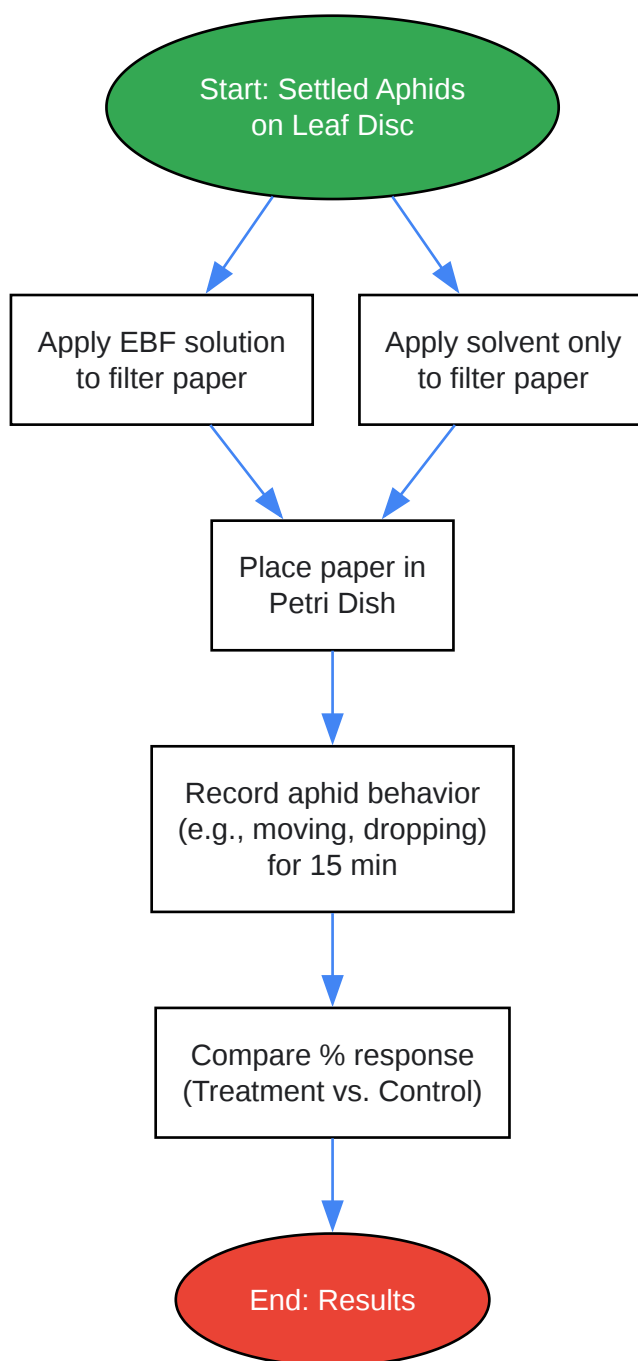 Start: Settled Aphids
on Leaf Disc
Apply EBF solution
to filter paper
Apply solvent only
to filter paper
Place paper in
Petri Dish
Record aphid behavior
(e.g., moving, dropping)
for 15 min
Compare % response
(Treatment vs. Control)
End: Results